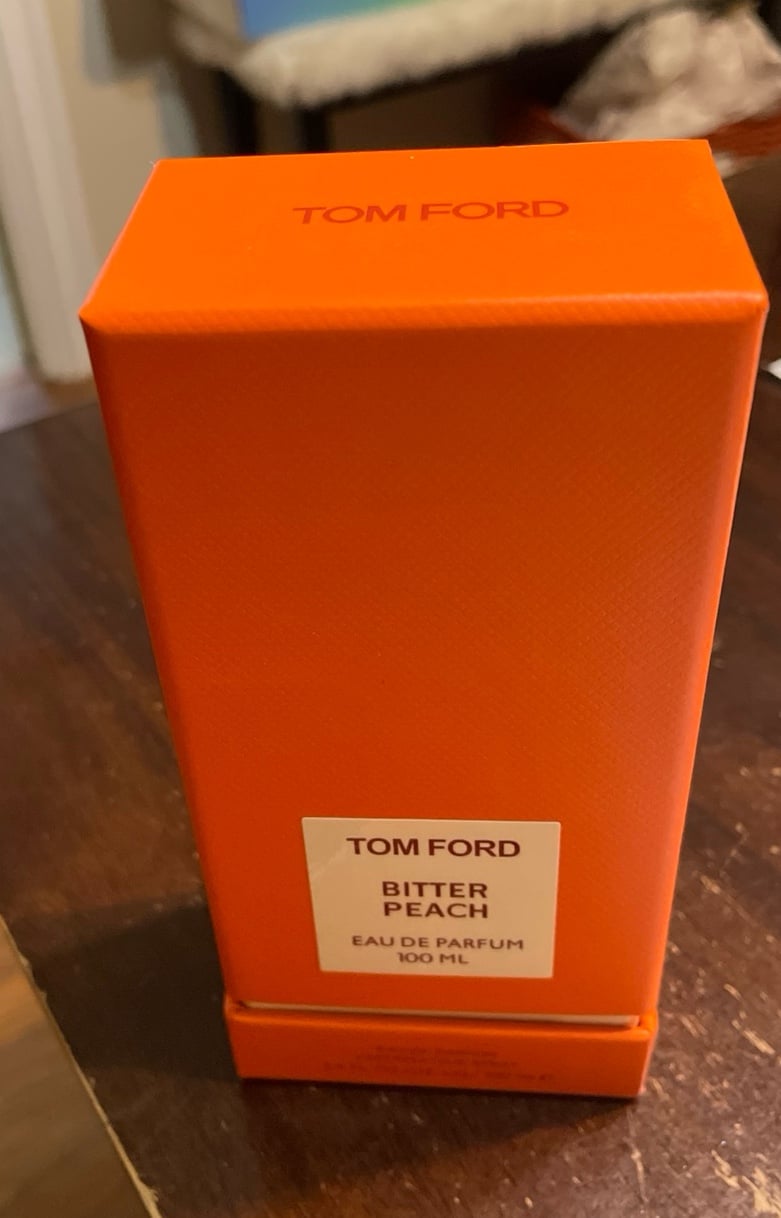 TOM FORD
TOM FORD
BITTER
PEACH
EAU DE PARFUM
100 ML